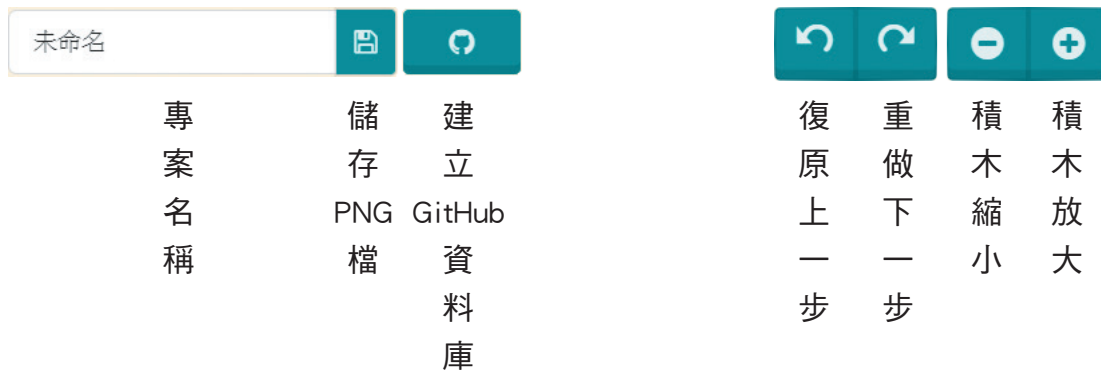 未命名
專案名稱
儲存PNG檔
建立GitHub資料庫
復原上一步
重做下一步
積木縮小
積木放大